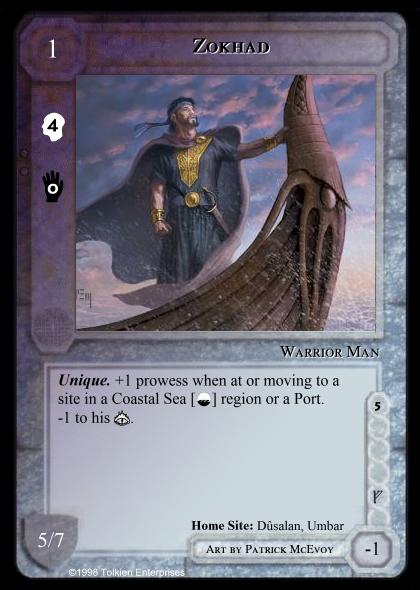 1
Zokhad
4
0
Warrior Man
Unique. +1 prowess when at or moving to a
site in a Coastal Sea [] region or a Port.
-1 to his .
5
Home Site: Dûsalan, Umbar
5/7
Art by Patrick McEvoy
-1
©1998 Tolkien Enterprises